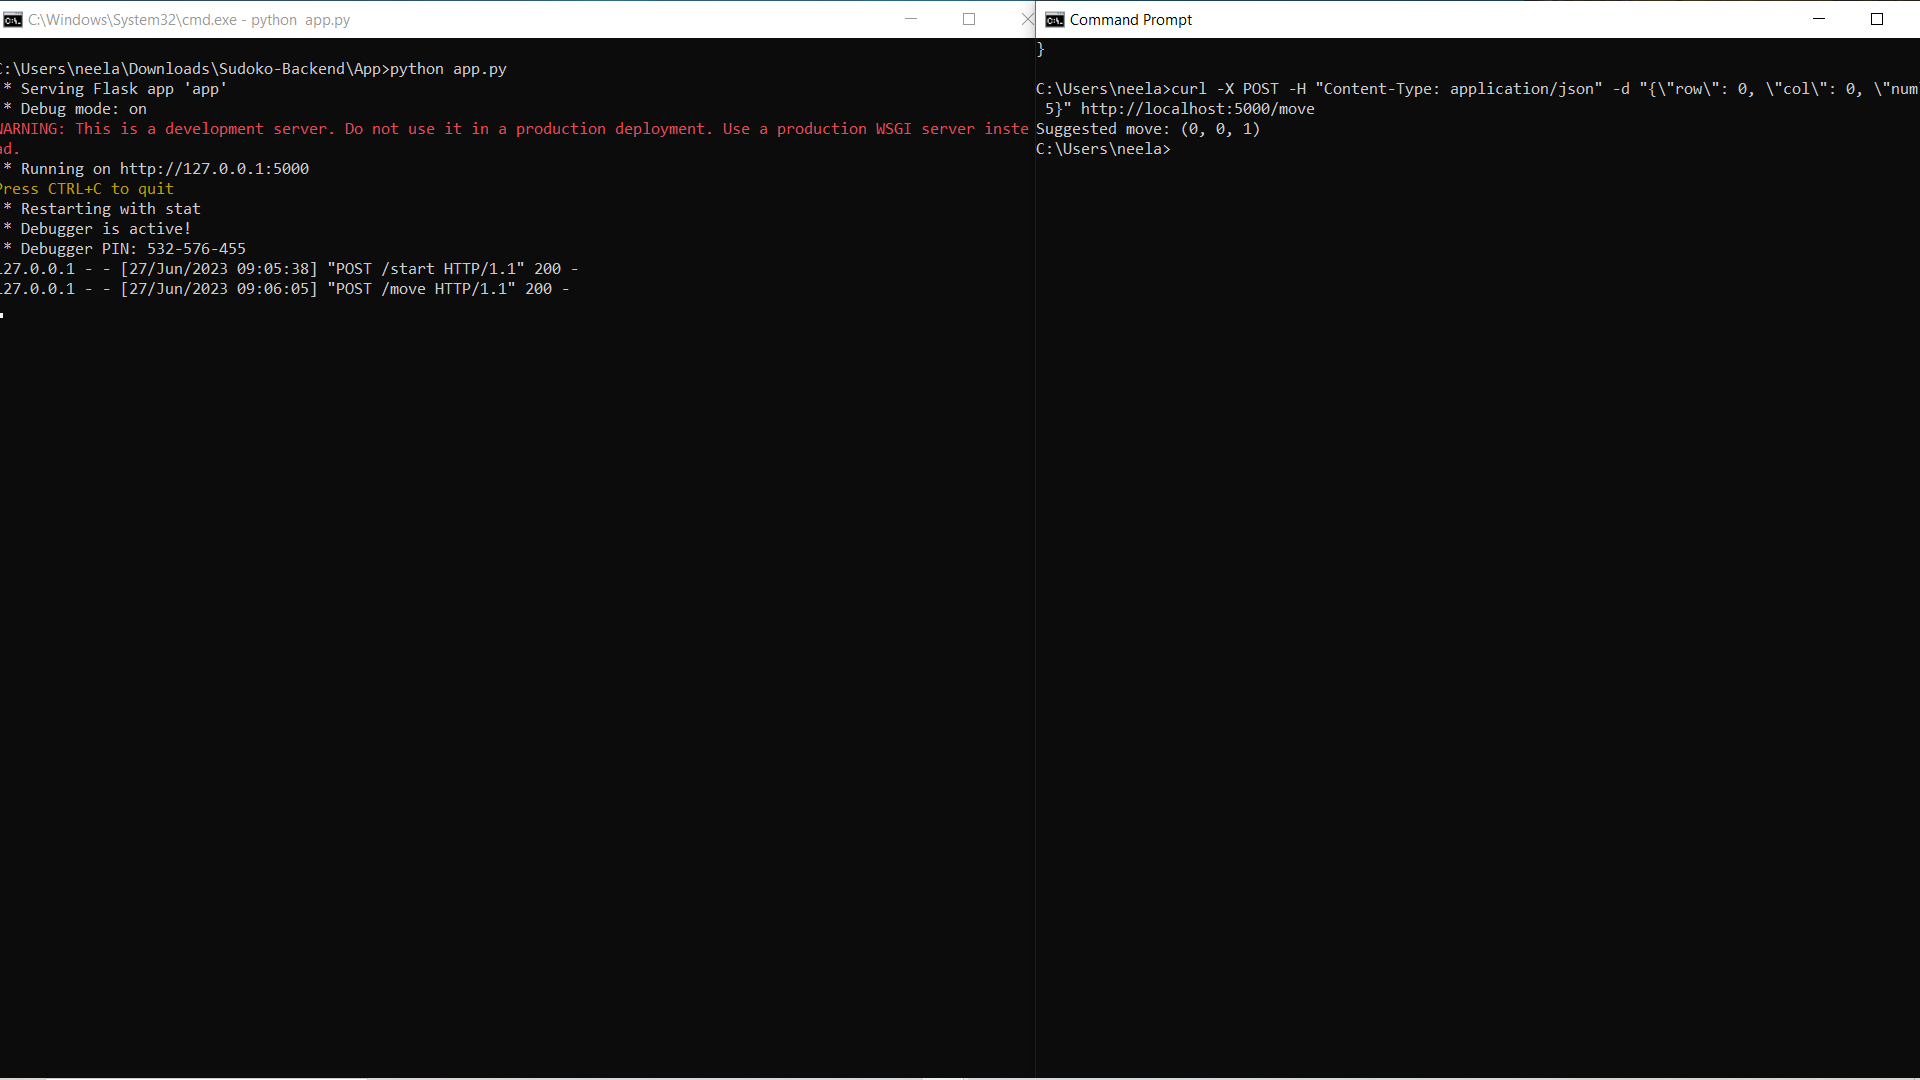 C:\Windows\System32\cmd.exe - python  app.py
C:\Users\neela\Downloads\Sudoko-Backend\App>python app.py
* Serving Flask app 'app'
* Debug mode: on
WARNING: This is a development server. Do not use it in a production deployment. Use a production WSGI server inste
ad.
* Running on http://127.0.0.1:5000
Press CTRL+C to quit
* Restarting with stat
* Debugger is active!
* Debugger PIN: 532-576-455
127.0.0.1 - - [27/Jun/2023 09:05:38] "POST /start HTTP/1.1" 200 -
127.0.0.1 - - [27/Jun/2023 09:06:05] "POST /move HTTP/1.1" 200 -
Command Prompt
}
C:\Users\neela>curl -X POST -H "Content-Type: application/json" -d "{\"row\": 0, \"col\": 0, \"num
5}" http://localhost:5000/move
Suggested move: (0, 0, 1)
C:\Users\neela>